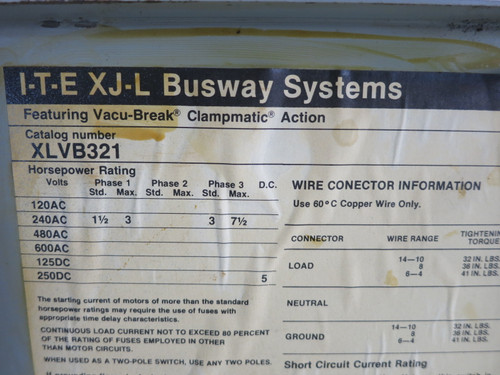 I-T-E XJ-L Busway Systems
Featuring Vacu-Break® Clampmatic® Action
Catalog number
XLVB321
Horsepower Rating
Volts Phase 1 Phase 2 Phase 3 D.C.
Std. Max. Std. Max. Std. Max.
120AC
240AC 1½ 3 3 7½
480AC
600AC
125DC
250DC 5
The starting current of motors of more than the standard
horsepower ratings may require the use of fuses with
appropriate time delay characteristics.
CONTINUOUS LOAD CURRENT NOT TO EXCEED 80 PERCENT
OF THE RATING OF FUSES EMPLOYED IN OTHER
THAN MOTOR CIRCUITS.
WHEN USED AS A TWO-POLE SWITCH, USE ANY TWO POLES.
WIRE CONECTOR INFORMATION
Use 60°C Copper Wire Only.
CONNECTOR WIRE RANGE TIGHTENIN
TORQUE
LOAD
14-10 32 IN. LBS.
8 36 IN. LBS.
6-4 41 IN. LBS.
NEUTRAL
GROUND
14-10 32 IN. LBS.
8 36 IN. LBS.
6-4 41 IN. LBS.
Short Circuit Current Rating